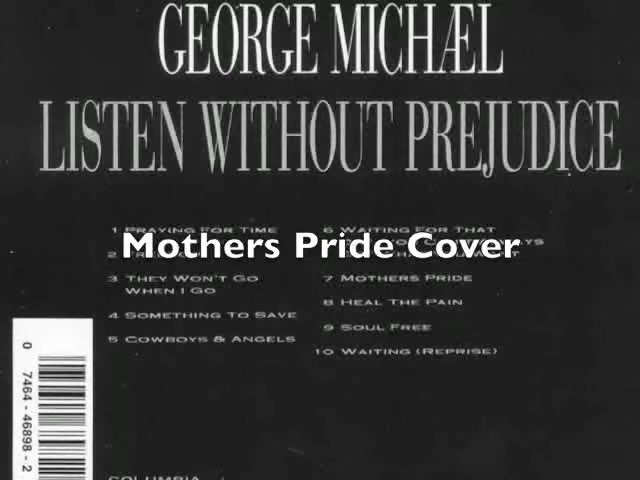 GEORGE MICHÆL
LISTEN WITHOUT PREJUDICE
1 PRAYING FOR TIME
6 WAITING FOR THAT
Mothers Pride Cover
3 THEY WON'T GO
WHEN I GO
7 MOTHERS PRIDE
4 SOMETHING TO SAVE
8 HEAL THE PAIN
5 COWBOYS & ANGELS
9 SOUL FREE
10 WAITING (REPRISE)
0 7464-46898-2
COLUMBIA